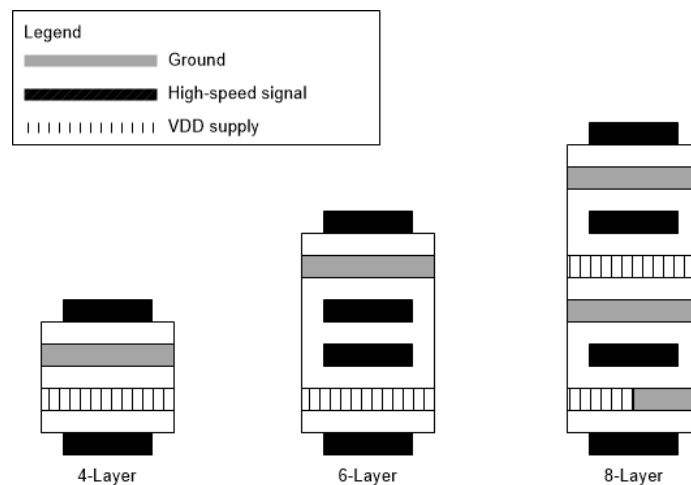 Legend
Ground
High-speed signal
VDD supply
4-Layer
6-Layer
8-Layer